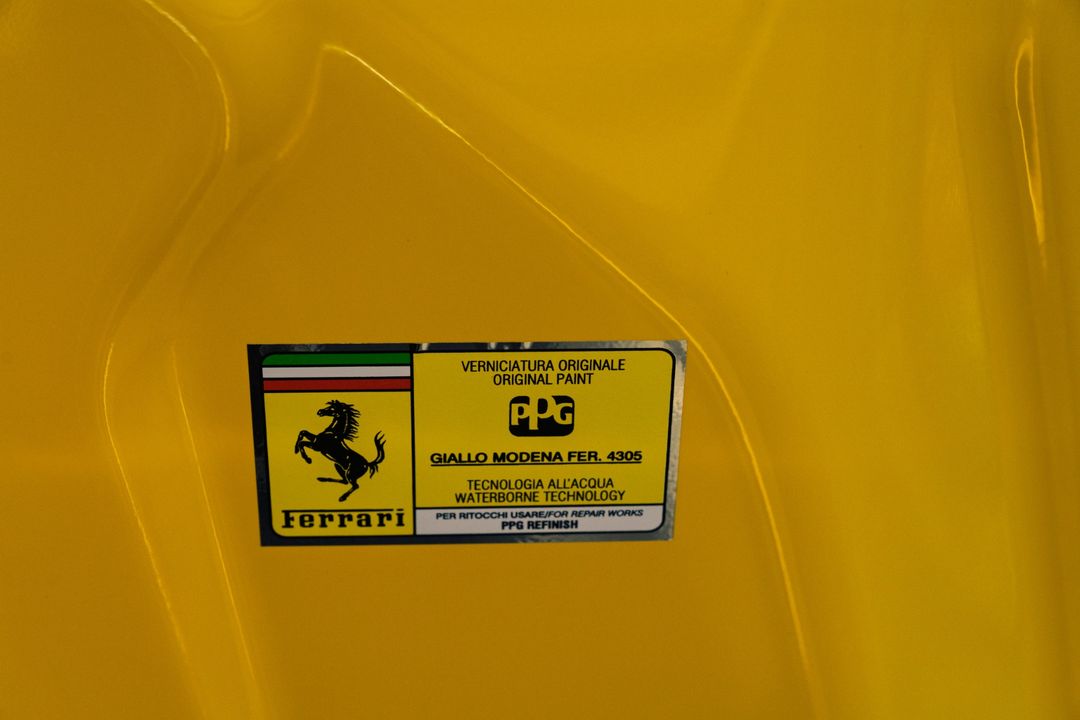 Ferrari
VERNICIATURA ORIGINALE
ORIGINAL PAINT
PPG
GIALLO MODENA FER. 4305
TECNOLOGIA ALL'ACQUA
WATERBORNE TECHNOLOGY
PER RITOCCHI USARE/FOR REPAIR WORKS
PPG REFINISH